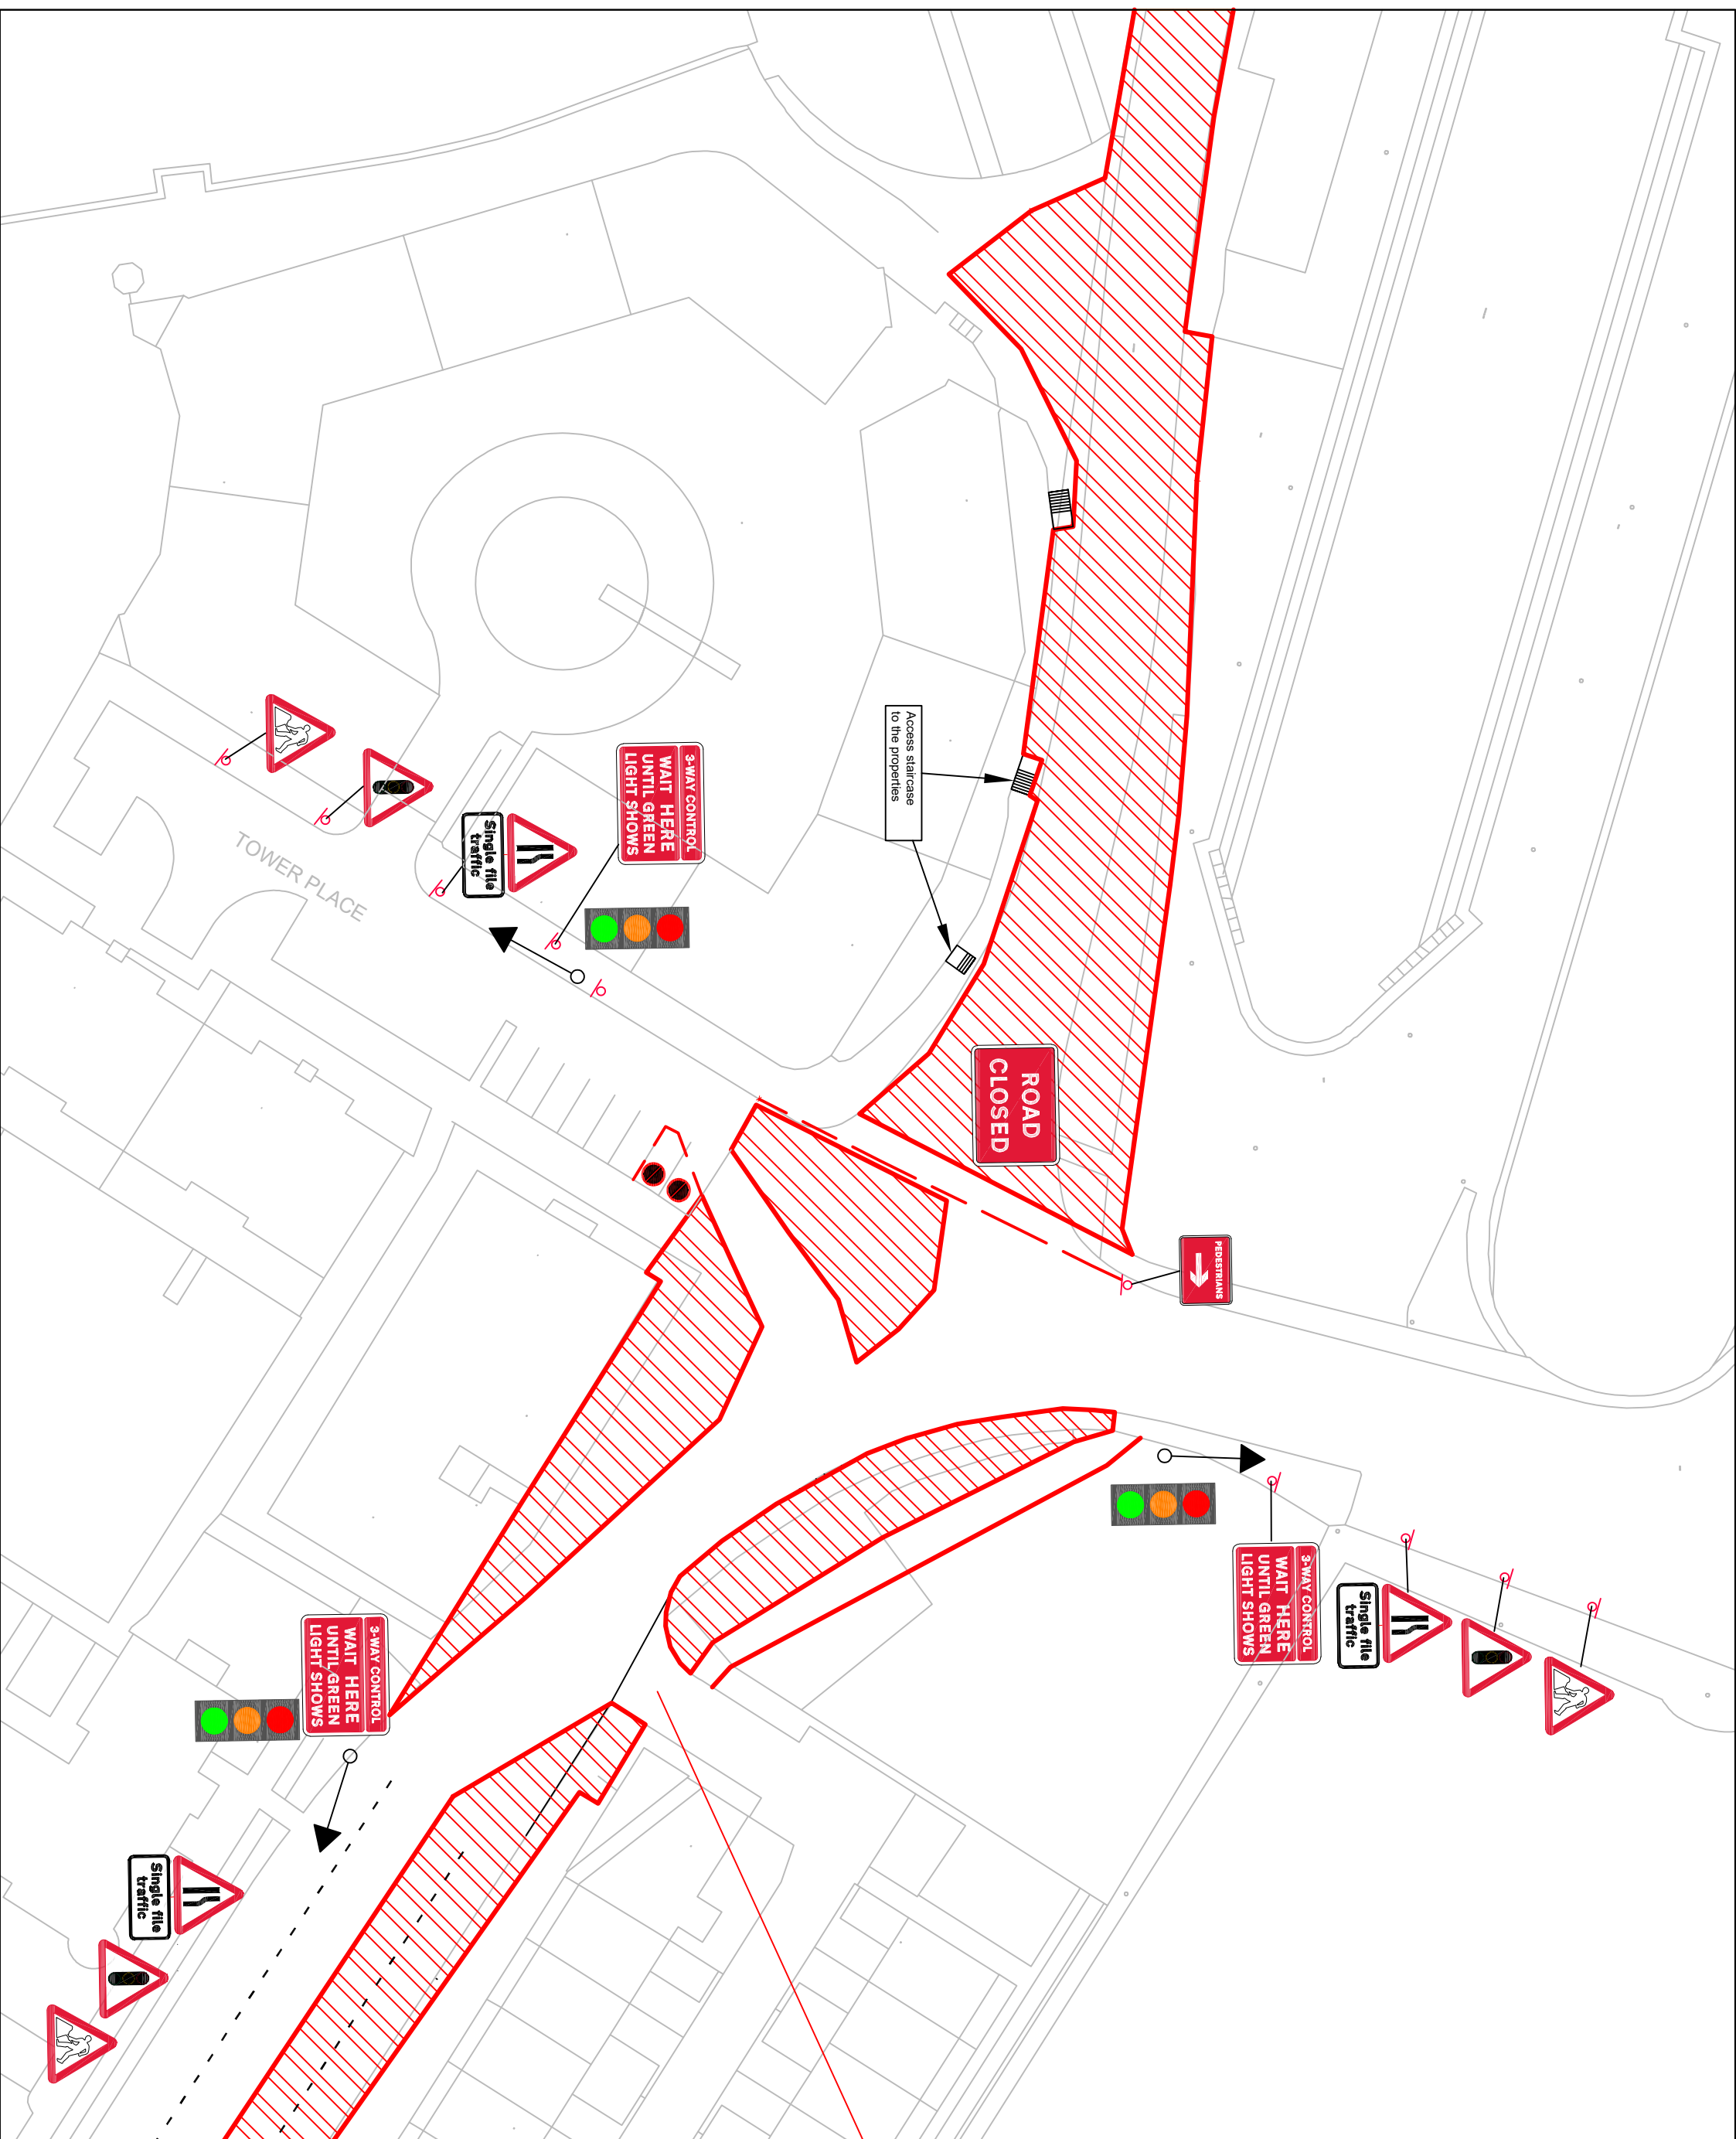 3-WAY CONTROL
WAIT HERE
UNTIL GREEN
LIGHT SHOWS
Single file
traffic
TOWER PLACE
Access staircase
to the properties
ROAD
CLOSED
PEDESTRIANS
3-WAY CONTROL
WAIT HERE
UNTIL GREEN
LIGHT SHOWS
Single file
traffic
3-WAY CONTROL
WAIT HERE
UNTIL GREEN
LIGHT SHOWS
Single file
traffic